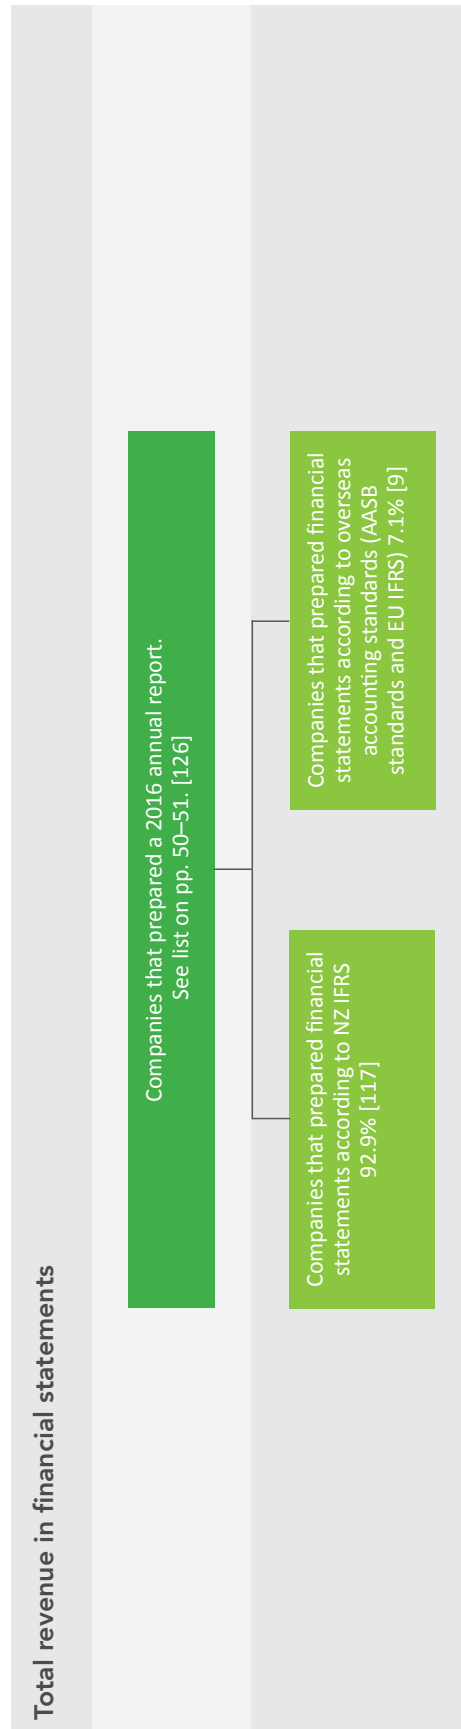 Total revenue in financial statements
Companies that prepared a 2016 annual report.
See list on pp. 50–51. [126]
Companies that prepared financial
statements according to NZ IFRS
92.9% [117]
Companies that prepared financial
statements according to overseas
accounting standards (AASB
standards and EU IFRS) 7.1% [9]